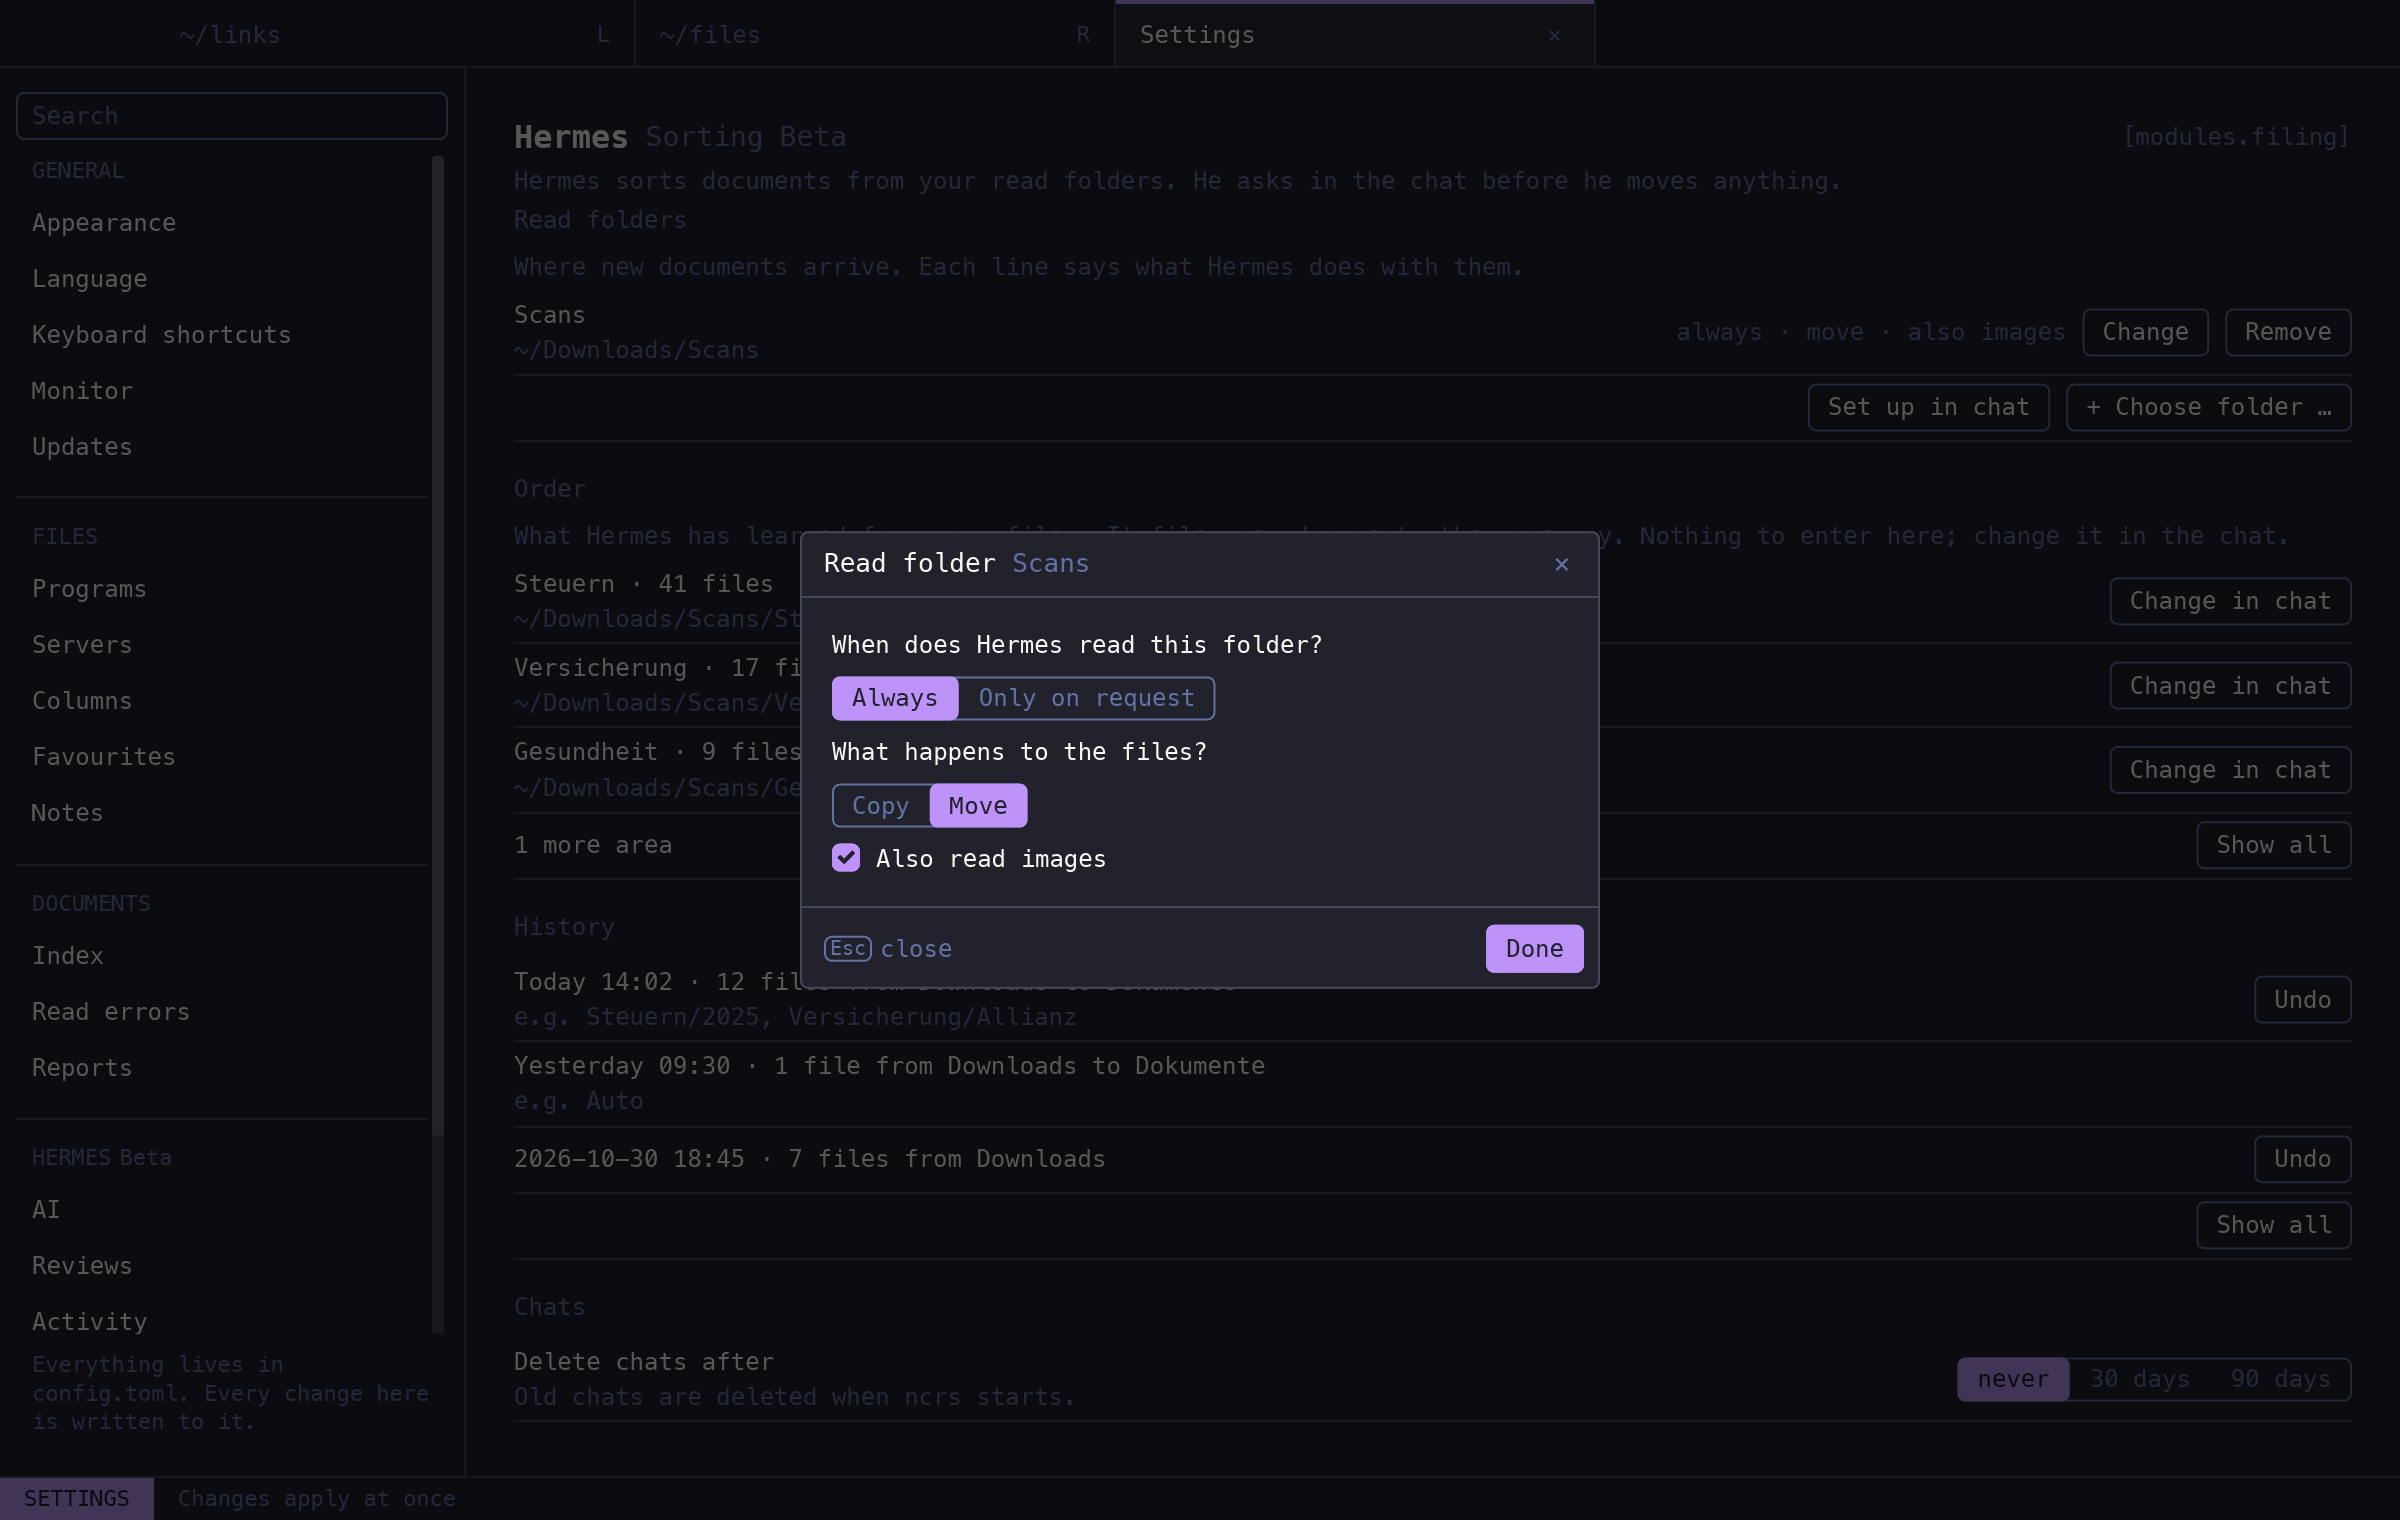 ~/links L ~/files R Settings ×
Search
GENERAL
Appearance
Language
Keyboard shortcuts
Monitor
Updates
FILES
Programs
Servers
Columns
Favourites
Notes
DOCUMENTS
Index
Read errors
Reports
HERMES Beta
AI
Reviews
Activity
Everything lives in
config.toml. Every change here
is written to it.
Hermes Sorting Beta [modules.filing]
Hermes sorts documents from your read folders. He asks in the chat before he moves anything.
Read folders
Where new documents arrive. Each line says what Hermes does with them.
Scans
~/Downloads/Scans
always · move · also images Change Remove
Set up in chat + Choose folder …
Order
What Hermes has y. Nothing to enter here; change it in the chat.
Steuern · 41 files
~/Downloads/Scans/St
Change in chat
Versicherung · 17 fi
~/Downloads/Scans/Ve
Change in chat
Gesundheit · 9 files
~/Downloads/Scans/Ge
Change in chat
1 more area Show all
History
Today 14:02 · 12
e.g. Steuern/2025, Versicherung/Allianz
Undo
Yesterday 09:30 · 1 file from Downloads to Dokumente
e.g. Auto
2026-10-30 18:45 · 7 files from Downloads Undo
Show all
Chats
Delete chats after
Old chats are deleted when ncrs starts.
never 30 days 90 days
Read folder Scans ×
When does Hermes read this folder?
Always Only on request
What happens to the files?
Copy Move
Also read images
Esc close Done
SETTINGS Changes apply at once